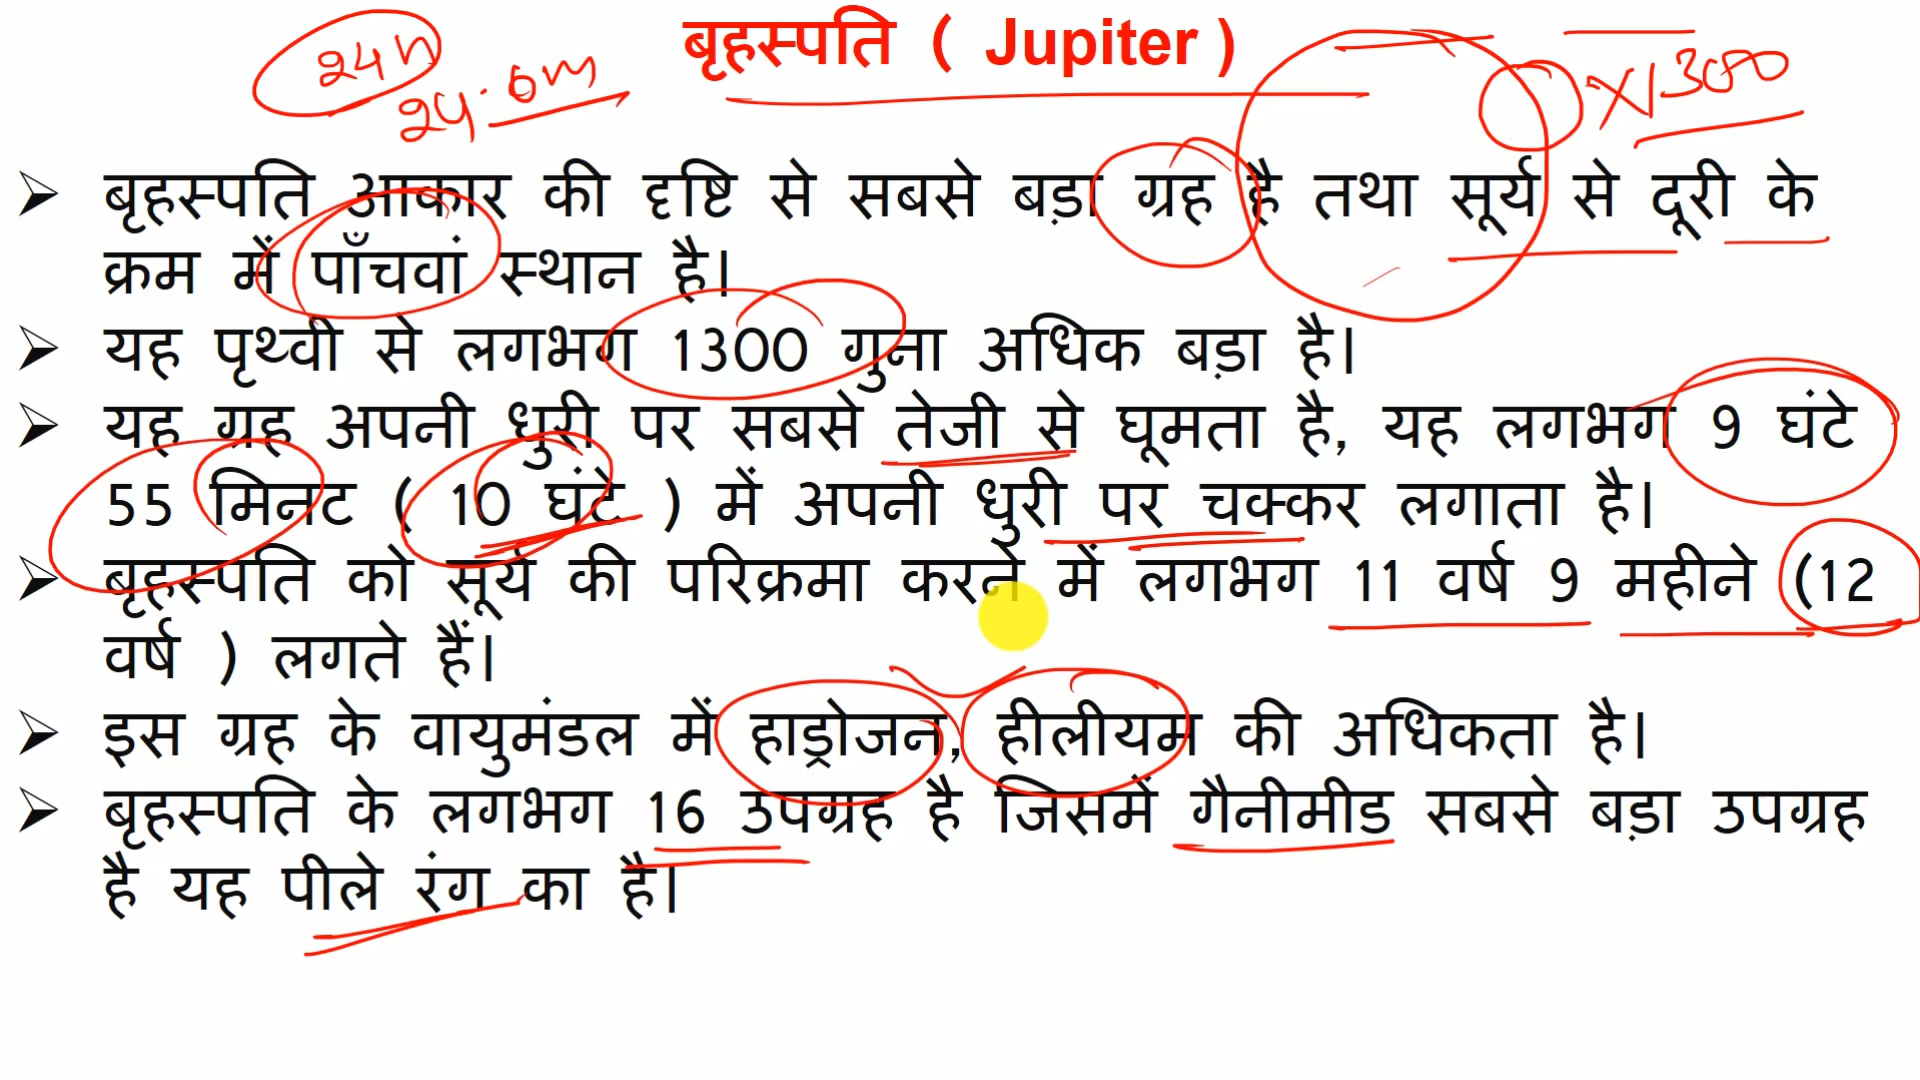 बृहस्पति ( Jupiter )
24h
24.0m
X1300
➢ बृहस्पति आकार की दृष्टि से सबसे बड़ा ग्रह है तथा सूर्य से दूरी के
क्रम में पाँचवां स्थान है।
➢ यह पृथ्वी से लगभग 1300 गुना अधिक बड़ा है।
➢ यह ग्रह अपनी धुरी पर सबसे तेजी से घूमता है, यह लगभग 9 घंटे
55 मिनट ( 10 घंटे ) में अपनी धुरी पर चक्कर लगाता है।
➢ बृहस्पति को सूर्य की परिक्रमा करने में लगभग 11 वर्ष 9 महीने (12
वर्ष ) लगते हैं।
➢ इस ग्रह के वायुमंडल में हाड्रोजन, हीलीयम की अधिकता है।
➢ बृहस्पति के लगभग 16 उपग्रह है जिसमें गैनीमीड सबसे बड़ा उपग्रह
है यह पीले रंग का है।